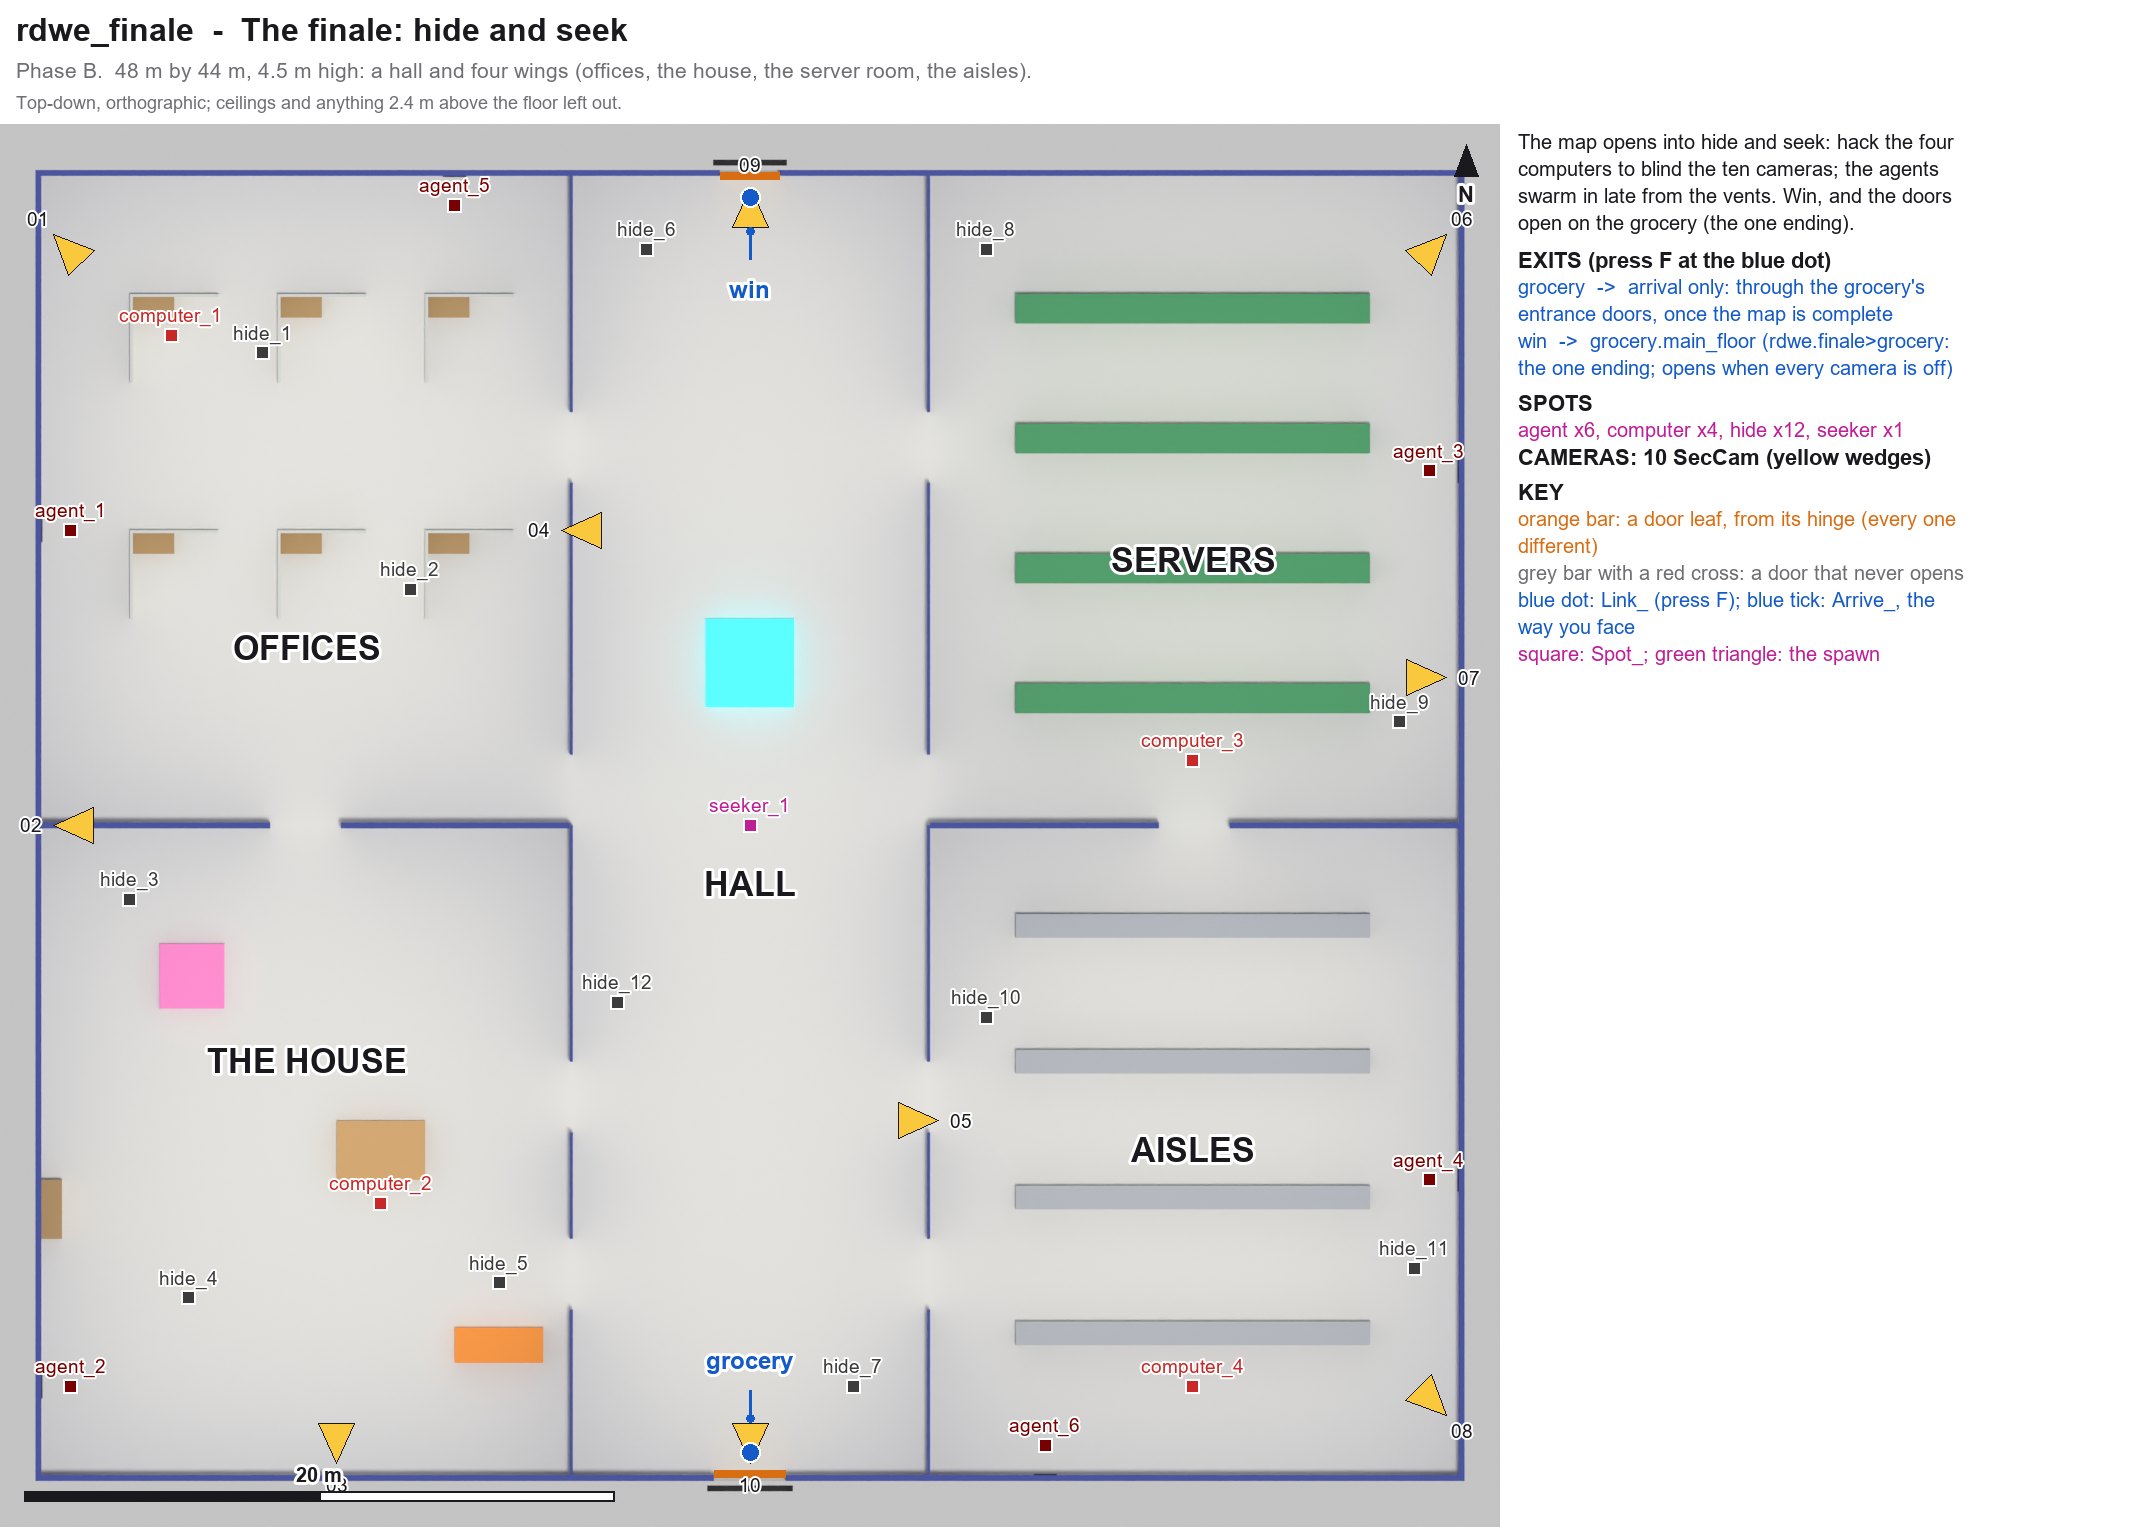 rdwe_finale  -  The finale: hide and seek
Phase B.  48 m by 44 m, 4.5 m high: a hall and four wings (offices, the house, the server room, the aisles).
Top-down, orthographic; ceilings and anything 2.4 m above the floor left out.
The map opens into hide and seek: hack the four
computers to blind the ten cameras; the agents
swarm in late from the vents. Win, and the doors
open on the grocery (the one ending).
EXITS (press F at the blue dot)
grocery  ->  arrival only: through the grocery's
entrance doors, once the map is complete
win  ->  grocery.main_floor (rdwe.finale>grocery:
the one ending; opens when every camera is off)
SPOTS
agent x6, computer x4, hide x12, seeker x1
CAMERAS: 10 SecCam (yellow wedges)
KEY
orange bar: a door leaf, from its hinge (every one
different)
grey bar with a red cross: a door that never opens
blue dot: Link_ (press F); blue tick: Arrive_, the
way you face
square: Spot_; green triangle: the spawn
N
09
agent_5
01
06
hide_6
hide_8
win
computer_1
hide_1
agent_3
agent_1
04
SERVERS
hide_2
OFFICES
07
hide_9
computer_3
seeker_1
02
hide_3
HALL
hide_12
hide_10
THE HOUSE
05
AISLES
agent_4
computer_2
hide_11
hide_5
hide_4
grocery
hide_7
agent_2
computer_4
agent_6
08
20 m
03
10